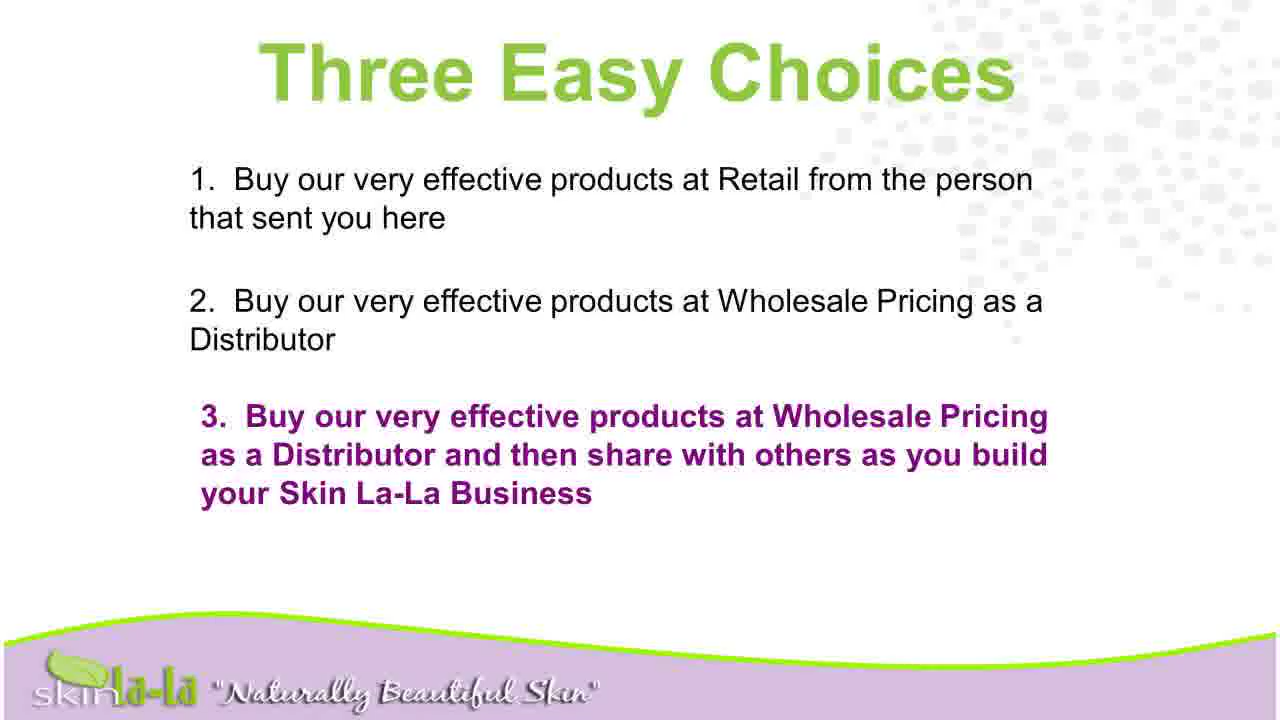 Three Easy Choices
1. Buy our very effective products at Retail from the person
that sent you here
2. Buy our very effective products at Wholesale Pricing as a
Distributor
3. Buy our very effective products at Wholesale Pricing
as a Distributor and then share with others as you build
your Skin La-La Business
skin la-la "Naturally Beautiful Skin"